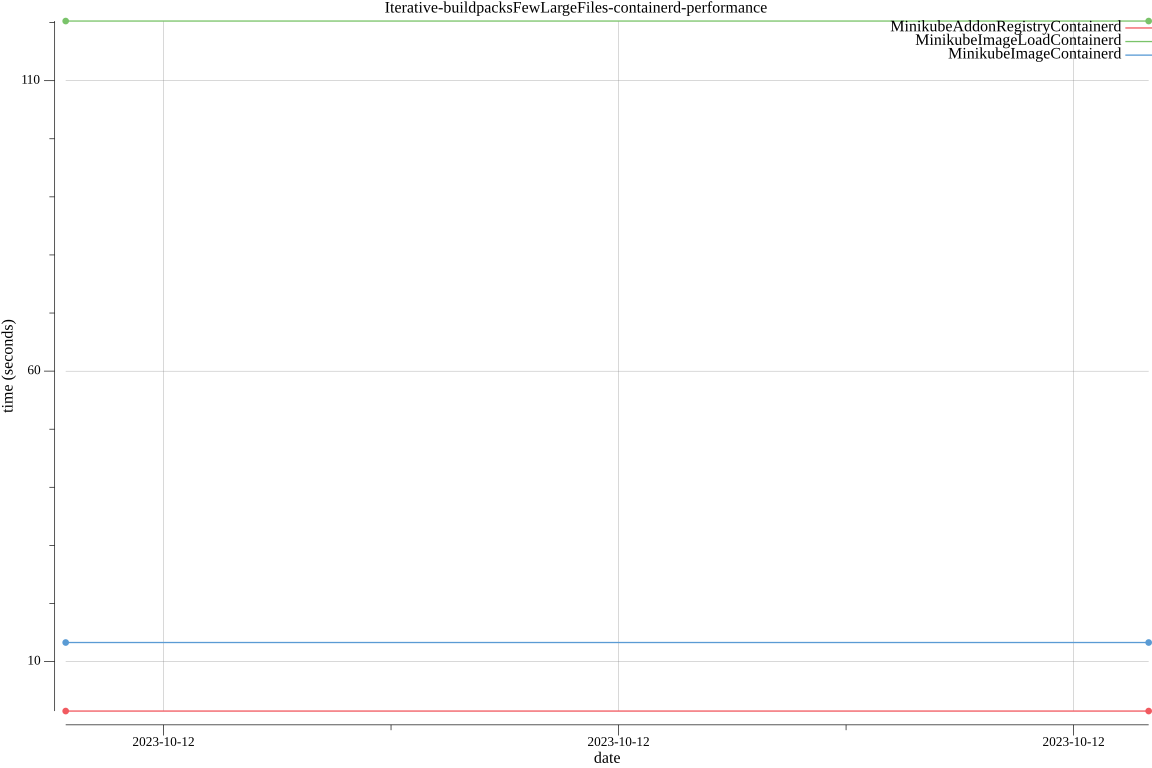 Iterative-buildpacksFewLargeFiles-containerd-performance
MinikubeAddonRegistryContainerd
MinikubeImageLoadContainerd
MinikubeImageContainerd
110
60
10
time (seconds)
2023-10-12
2023-10-12
2023-10-12
date